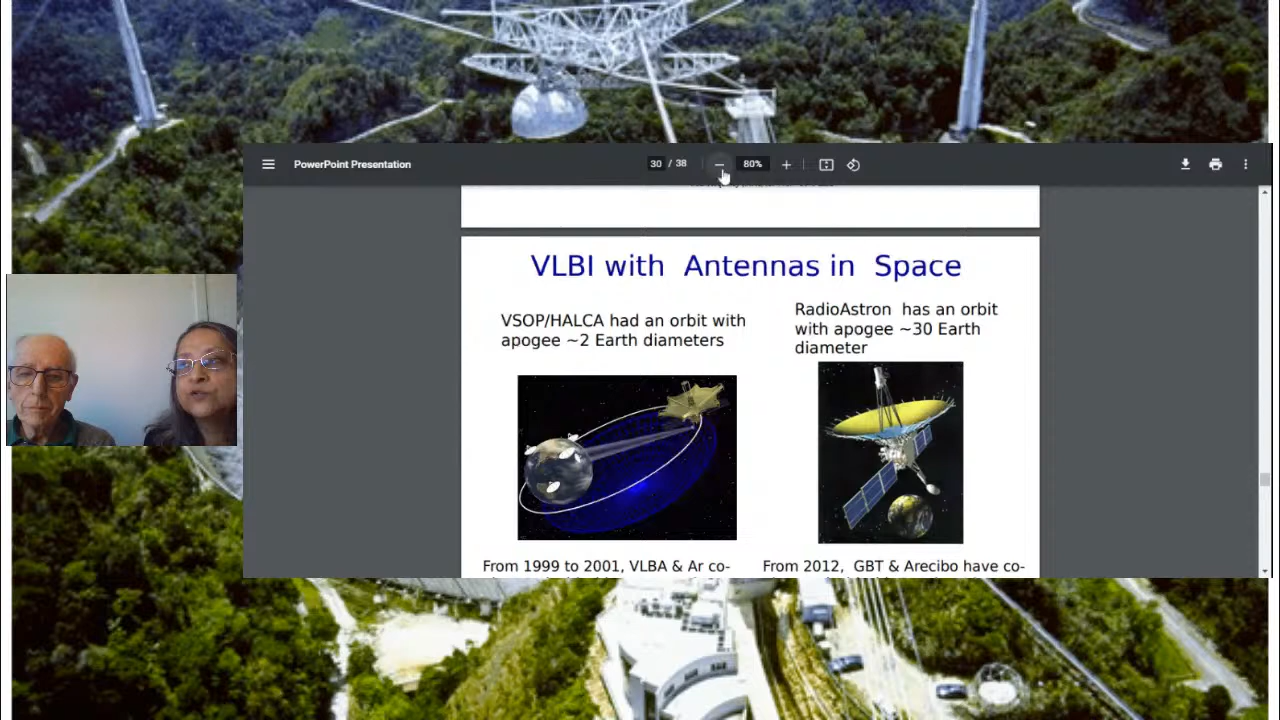 PowerPoint Presentation
30 / 38
80%
VLBI with Antennas in Space
VSOP/HALCA had an orbit with
apogee ~2 Earth diameters
RadioAstron has an orbit
with apogee ~30 Earth
diameter
From 1999 to 2001, VLBA & Ar co-
From 2012, GBT & Arecibo have co-